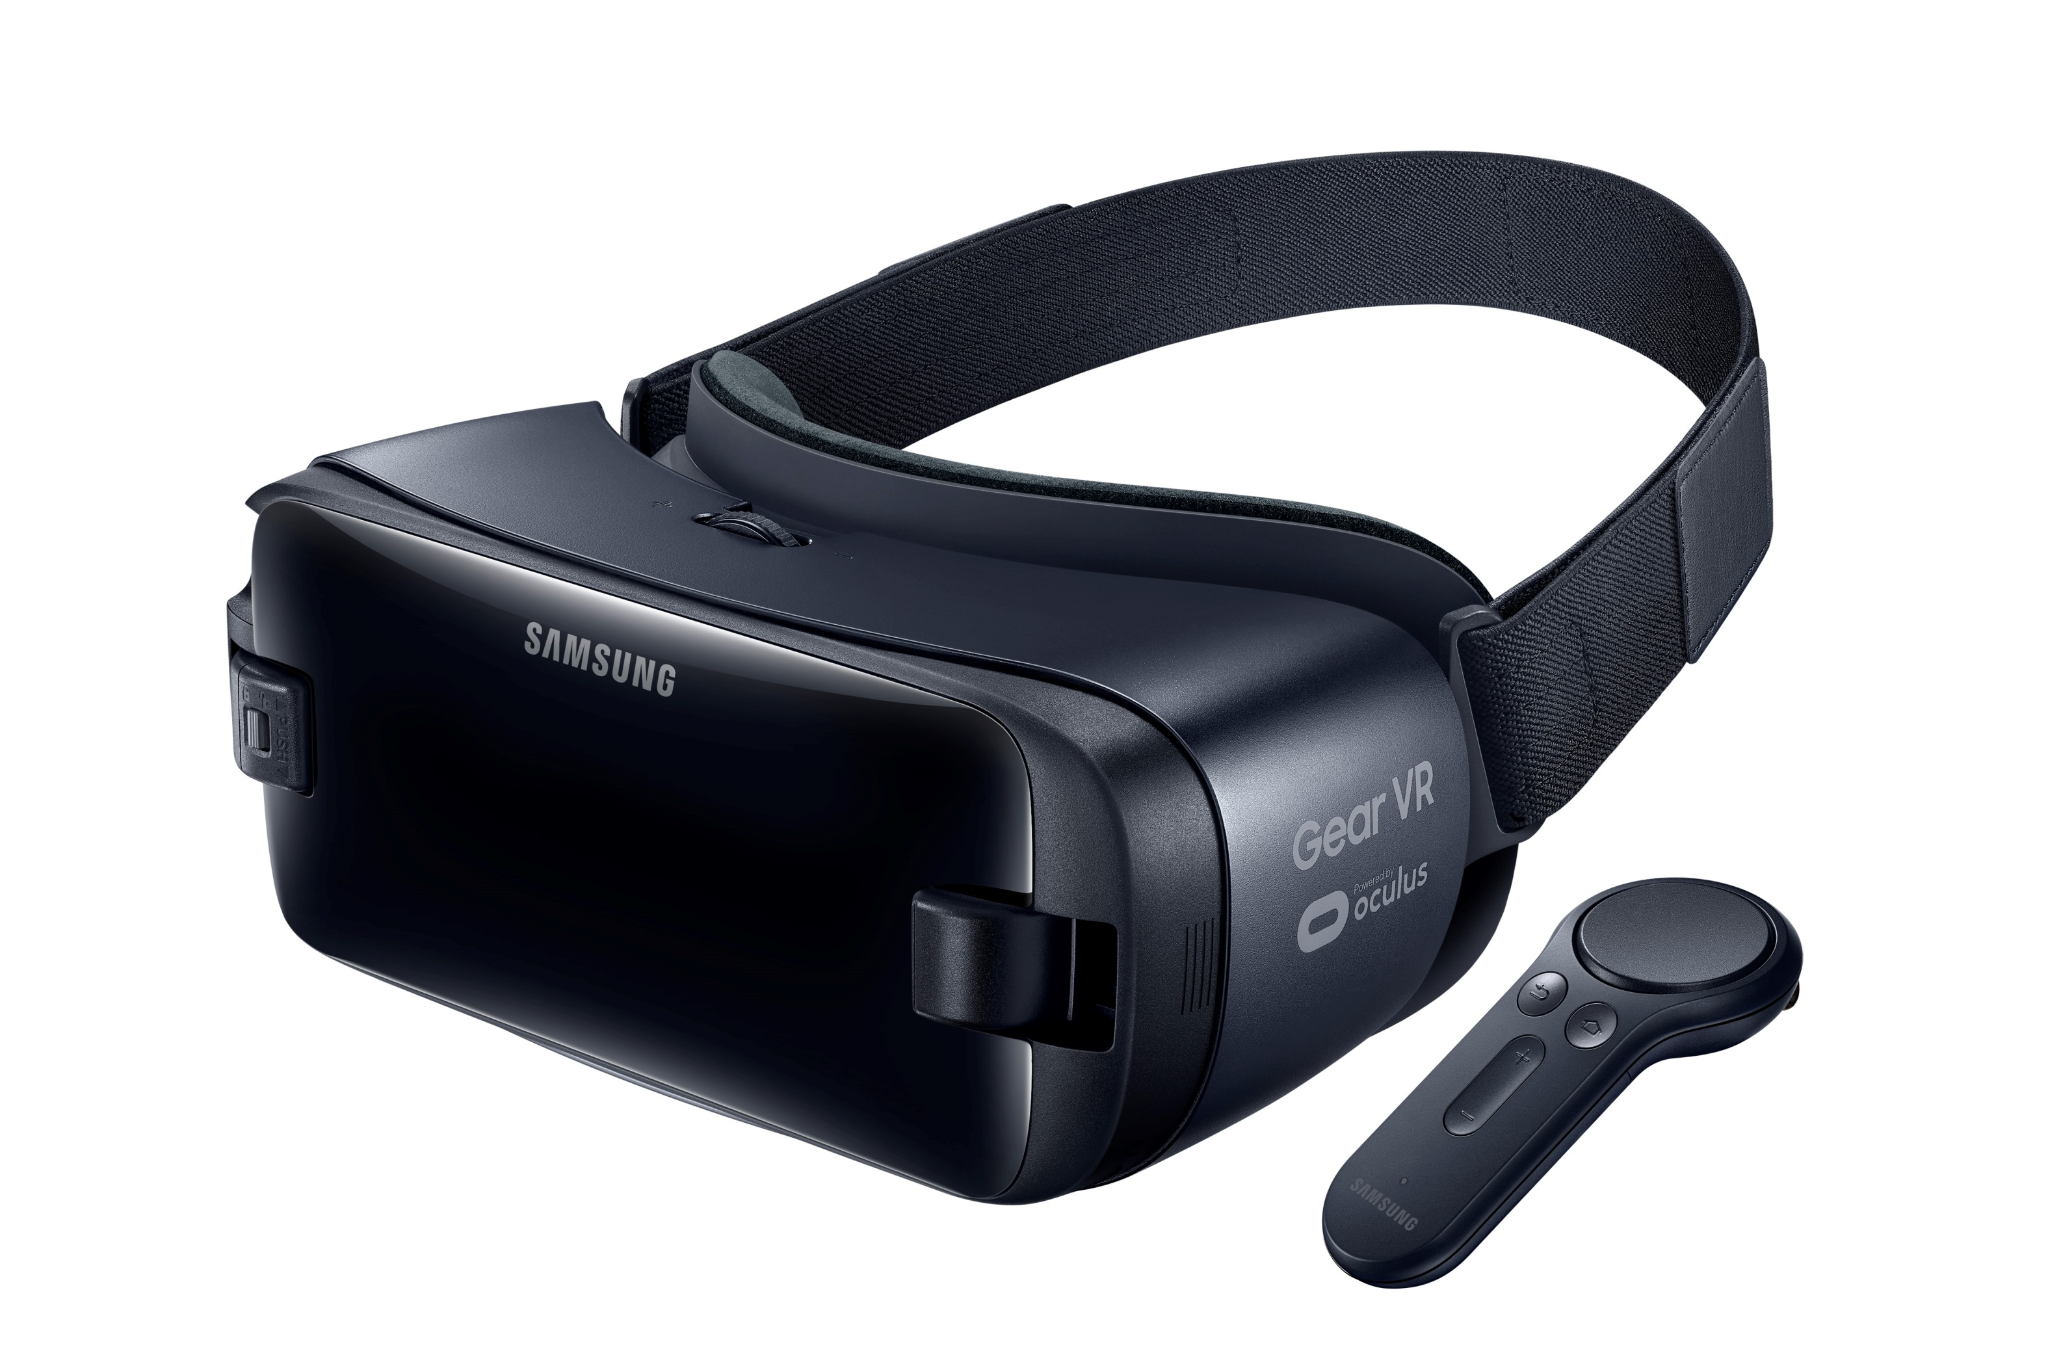 SAMSUNG
Gear VR
Powered by
oculus
SAMSUNG